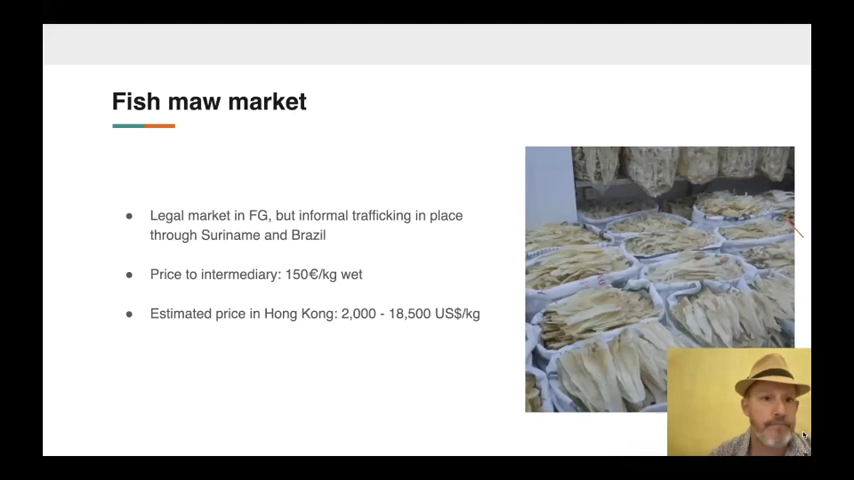 Fish maw market
● Legal market in FG, but informal trafficking in place
through Suriname and Brazil
● Price to intermediary: 150€/kg wet
● Estimated price in Hong Kong: 2,000 - 18,500 US$/kg